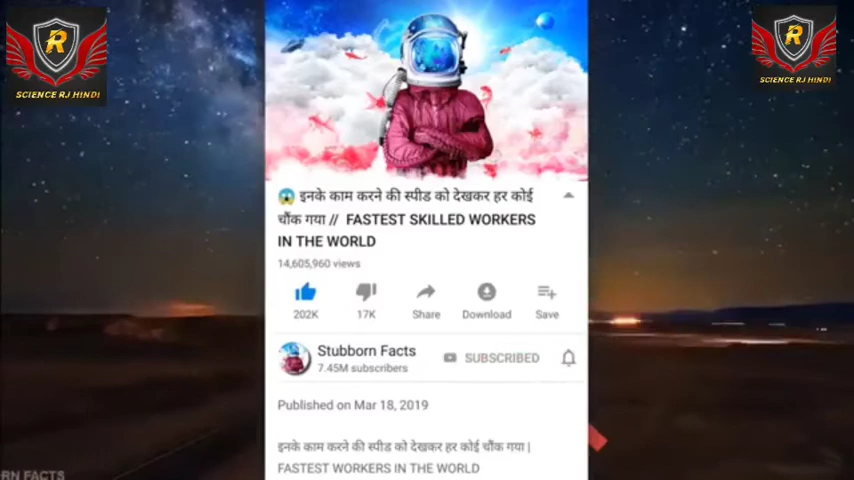 R
SCIENCE RJ HINDI
R
SCIENCE RJ HINDI
इनके काम करने की स्पीड को देखकर हर कोई
चौंक गया // FASTEST SKILLED WORKERS
IN THE WORLD
14,605,960 views
202K
17K
Share
Download
Save
Stubborn Facts
7.45M subscribers
SUBSCRIBED
Published on Mar 18, 2019
इनके काम करने की स्पीड को देखकर हर कोई चौंक गया |
FASTEST WORKERS IN THE WORLD
RN FACTS